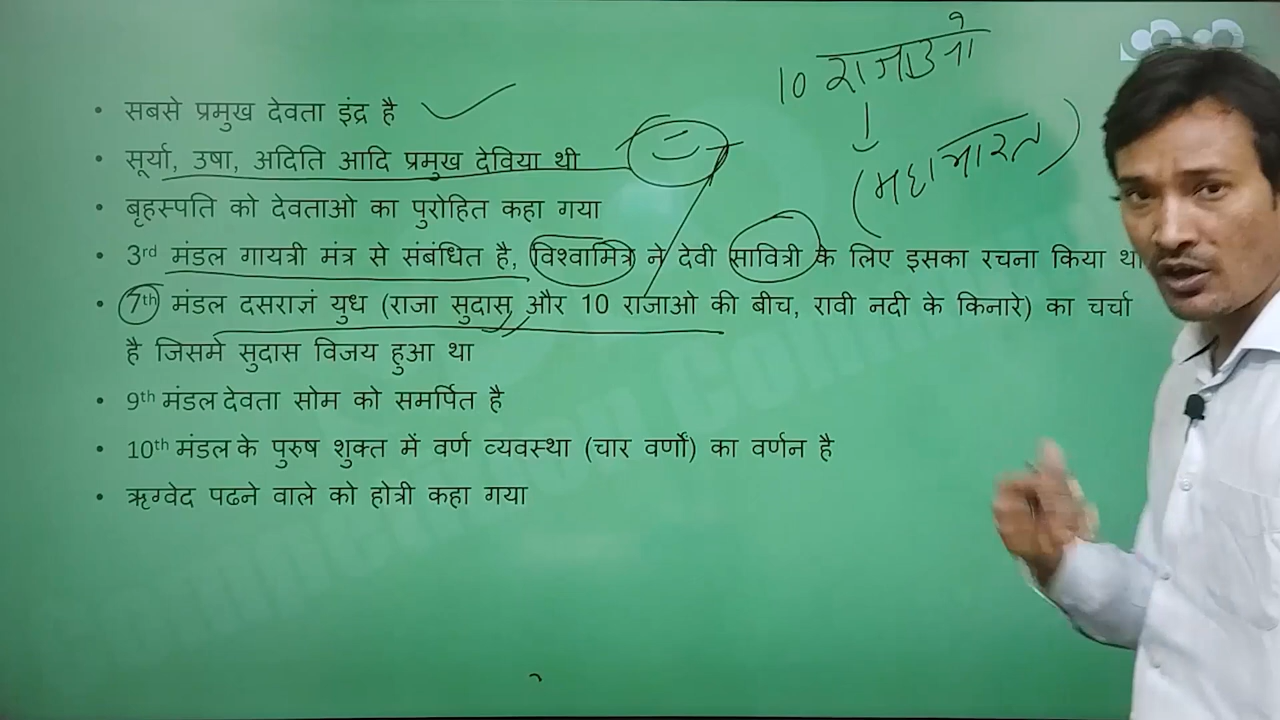 10 राजाओ ने
(महाभारत)
• सबसे प्रमुख देवता इंद्र है
• सूर्या, उषा, अदिति आदि प्रमुख देविया थी
• बृहस्पति को देवताओ का पुरोहित कहा गया
• 3rd मंडल गायत्री मंत्र से संबंधित है, विश्वामित्र ने देवी सावित्री के लिए इसका रचना किया था
• 7th मंडल दसराज्ञं युध (राजा सुदास, और 10 राजाओ की बीच, रावी नदी के किनारे) का चर्चा
है जिसमे सुदास विजय हुआ था
• 9th मंडल देवता सोम को समर्पित है
• 10th मंडल के पुरुष शुक्त में वर्ण व्यवस्था (चार वर्णो) का वर्णन है
• ऋग्वेद पढने वाले को होत्री कहा गया